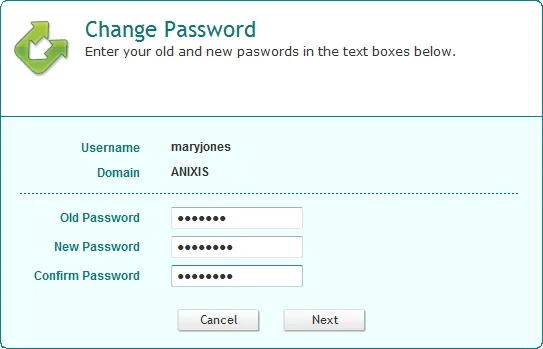 Change Password
Enter your old and new paswords in the text boxes below.
Username maryjones
Domain ANIXIS
Old Password •••••••
New Password ••••••••
Confirm Password ••••••••
Cancel Next